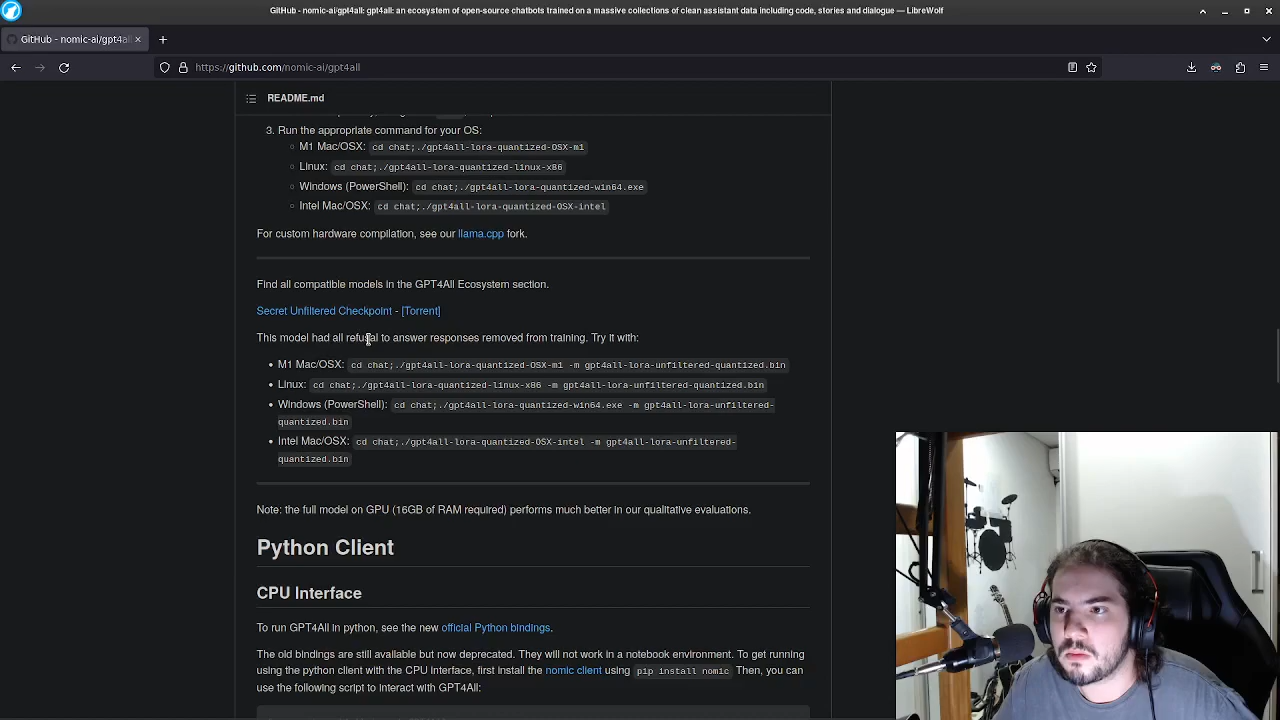 GitHub - nomic-ai/gpt4all: gpt4all: an ecosystem of open-source chatbots trained on a massive collections of clean assistant data including code, stories and dialogue — LibreWolf
GitHub - nomic-ai/gpt4all
https://github.com/nomic-ai/gpt4all
README.md
3. Run the appropriate command for your OS:
M1 Mac/OSX: cd chat;./gpt4all-lora-quantized-OSX-m1
Linux: cd chat;./gpt4all-lora-quantized-linux-x86
Windows (PowerShell): cd chat;./gpt4all-lora-quantized-win64.exe
Intel Mac/OSX: cd chat;./gpt4all-lora-quantized-OSX-intel
For custom hardware compilation, see our llama.cpp fork.
Find all compatible models in the GPT4All Ecosystem section.
Secret Unfiltered Checkpoint - [Torrent]
This model had all refusal to answer responses removed from training. Try it with:
M1 Mac/OSX: cd chat;./gpt4all-lora-quantized-OSX-m1 -m gpt4all-lora-unfiltered-quantized.bin
Linux: cd chat;./gpt4all-lora-quantized-linux-x86 -m gpt4all-lora-unfiltered-quantized.bin
Windows (PowerShell): cd chat;./gpt4all-lora-quantized-win64.exe -m gpt4all-lora-unfiltered-
quantized.bin
Intel Mac/OSX: cd chat;./gpt4all-lora-quantized-OSX-intel -m gpt4all-lora-unfiltered-
quantized.bin
Note: the full model on GPU (16GB of RAM required) performs much better in our qualitative evaluations.
Python Client
CPU Interface
To run GPT4All in python, see the new official Python bindings.
The old bindings are still available but now deprecated. They will not work in a notebook environment. To get running
using the python client with the CPU interface, first install the nomic client using pip install nomic Then, you can
use the following script to interact with GPT4All: